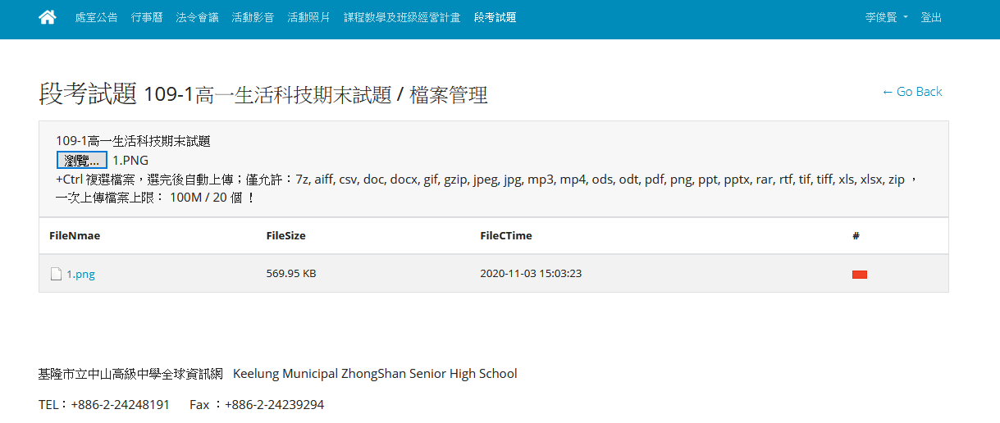 處室公告 行事曆 法令會議 活動影音 活動照片 課程教學及班級經營計畫 段考試題 李俊賢 登出
段考試題 109-1高一生活科技期末試題 / 檔案管理 ← Go Back
109-1高一生活科技期末試題
瀏覽... 1.PNG
+Ctrl 複選檔案，選完後自動上傳；僅允許：7z, aiff, csv, doc, docx, gif, gzip, jpeg, jpg, mp3, mp4, ods, odt, pdf, png, ppt, pptx, rar, rtf, tif, tiff, xls, xlsx, zip ，
一次上傳檔案上限： 100M / 20 個 ！
FileNmae FileSize FileCTime #
1.png 569.95 KB 2020-11-03 15:03:23
基隆市立中山高級中學全球資訊網 Keelung Municipal ZhongShan Senior High School
TEL：+886-2-24248191 Fax ：+886-2-24239294